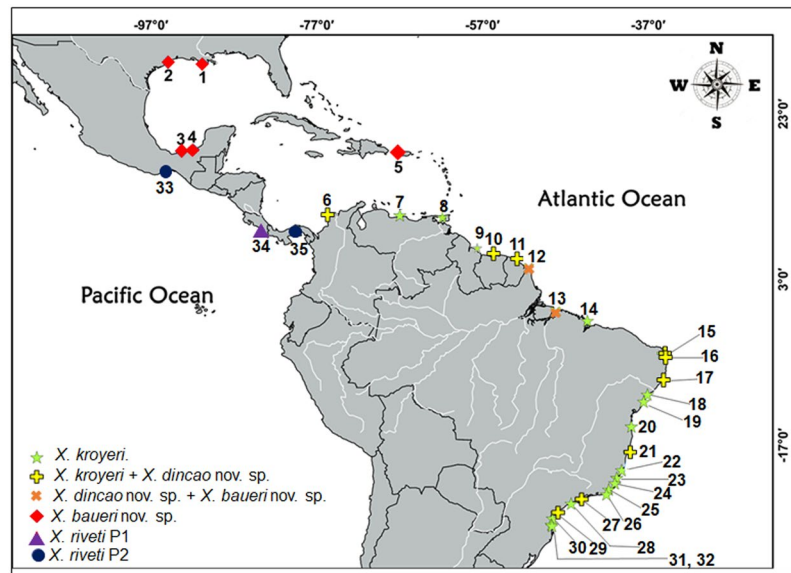 -97°0' -77°0' -57°0' -37°0'
N
W E
S
2 1
23°0'
3 4
5
33
Atlantic Ocean
6 7 8
34 35
9 10 11
12
3°0'
Pacific Ocean
13 14
15
16
17
18
19
20
-17°0'
21
22
23
24
25
26
27
28
29
30
31, 32
X. kroyeri.
X. kroyeri + X. dincao nov. sp.
X. dincao nov. sp. + X. baueri nov. sp.
X. baueri nov. sp.
X. riveti P1
X. riveti P2